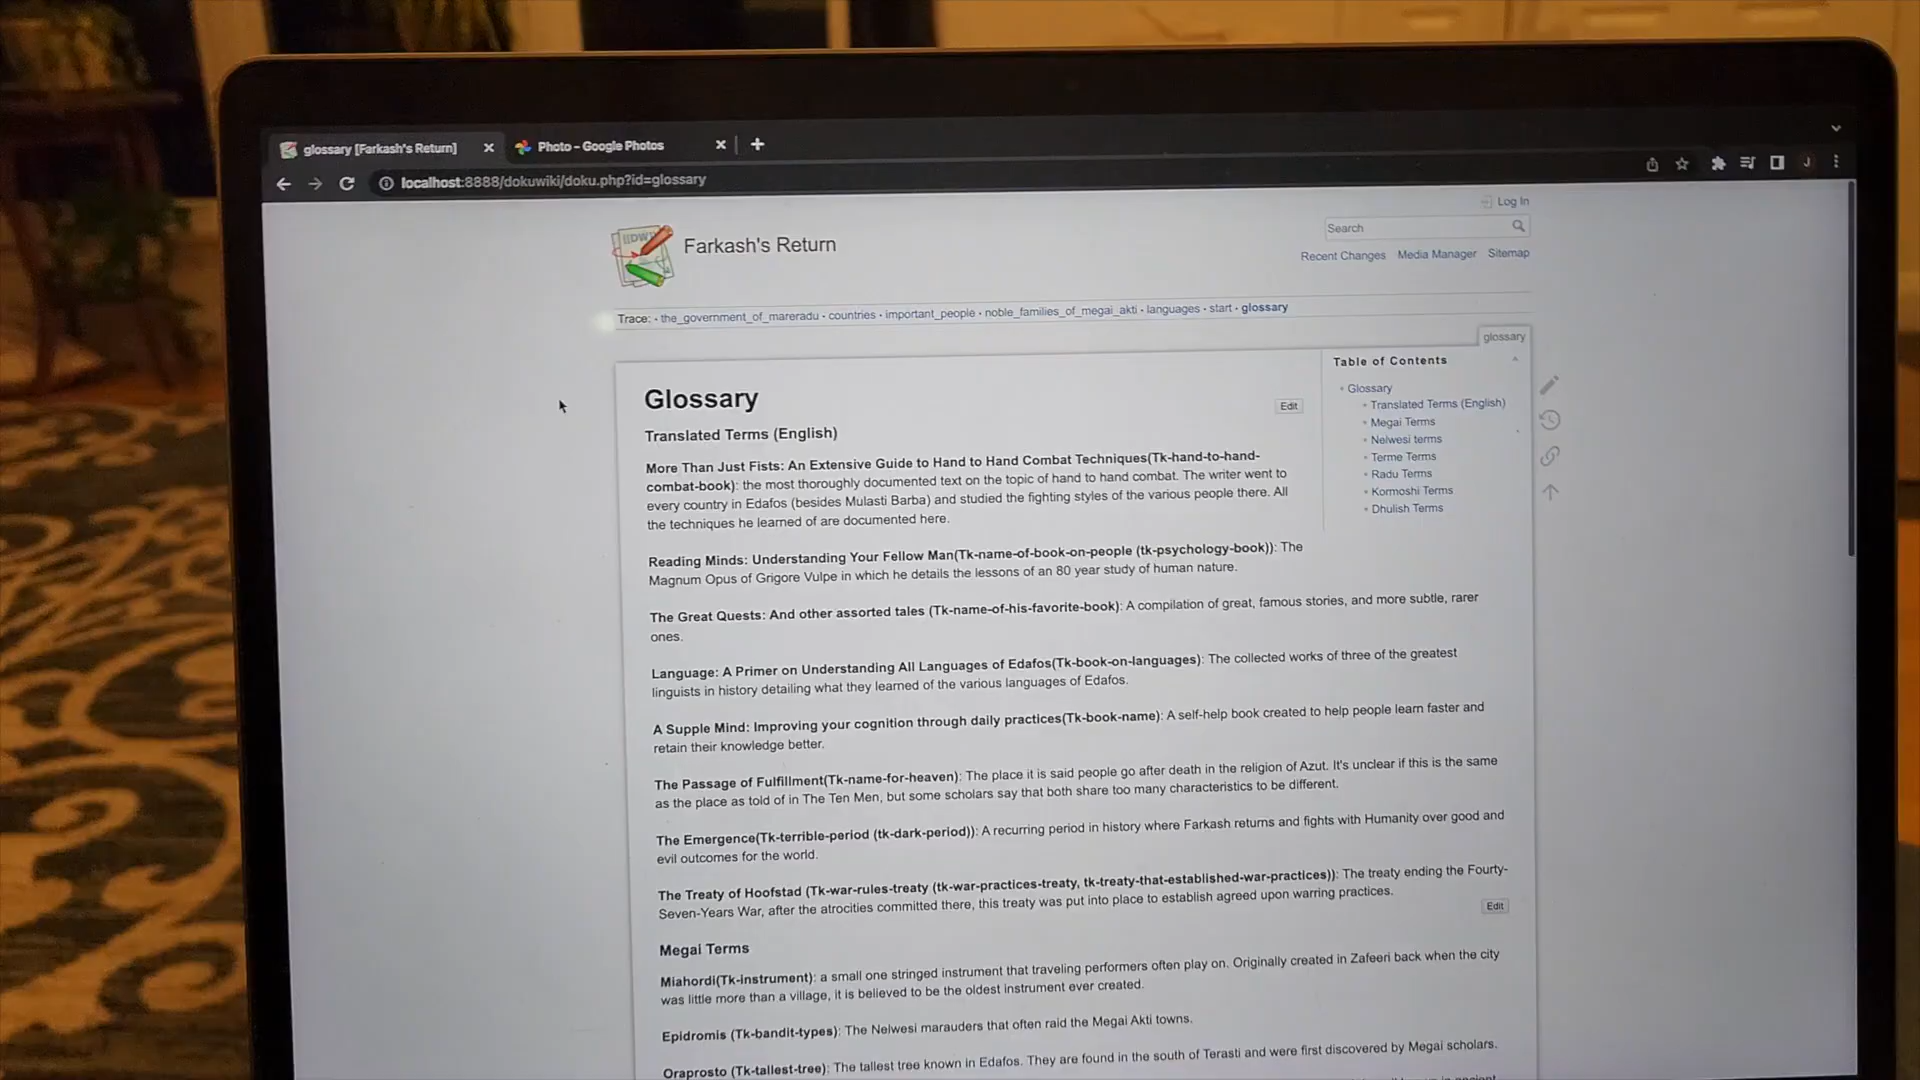 glossary [Farkash's Return]
Photo - Google Photos
localhost:8888/dokuwiki/doku.php?id=glossary
J
Log In
[[DW]]
Farkash's Return
Search
Recent Changes Media Manager Sitemap
Trace: • the_government_of_mareradu • countries • important_people • noble_families_of_megai_akti • languages • start • glossary
glossary
Table of Contents
Glossary
Translated Terms (English)
Megai Terms
Nelwesi terms
Terme Terms
Radu Terms
Kormoshi Terms
Dhulish Terms
Glossary
Edit
Translated Terms (English)
More Than Just Fists: An Extensive Guide to Hand to Hand Combat Techniques(Tk-hand-to-hand-
combat-book): the most thoroughly documented text on the topic of hand to hand combat. The writer went to
every country in Edafos (besides Mulasti Barba) and studied the fighting styles of the various people there. All
the techniques he learned of are documented here.
Reading Minds: Understanding Your Fellow Man(Tk-name-of-book-on-people (tk-psychology-book)): The
Magnum Opus of Grigore Vulpe in which he details the lessons of an 80 year study of human nature.
The Great Quests: And other assorted tales (Tk-name-of-his-favorite-book): A compilation of great, famous stories, and more subtle, rarer
ones.
Language: A Primer on Understanding All Languages of Edafos(Tk-book-on-languages): The collected works of three of the greatest
linguists in history detailing what they learned of the various languages of Edafos.
A Supple Mind: Improving your cognition through daily practices(Tk-book-name): A self-help book created to help people learn faster and
retain their knowledge better.
The Passage of Fulfillment(Tk-name-for-heaven): The place it is said people go after death in the religion of Azut. It's unclear if this is the same
as the place as told of in The Ten Men, but some scholars say that both share too many characteristics to be different.
The Emergence(Tk-terrible-period (tk-dark-period)): A recurring period in history where Farkash returns and fights with Humanity over good and
evil outcomes for the world.
The Treaty of Hoofstad (Tk-war-rules-treaty (tk-war-practices-treaty, tk-treaty-that-established-war-practices)): The treaty ending the Fourty-
Seven-Years War, after the atrocities committed there, this treaty was put into place to establish agreed upon warring practices.
Edit
Megai Terms
Miahordi(Tk-instrument): a small one stringed instrument that traveling performers often play on. Originally created in Zafeeri back when the city
was little more than a village, it is believed to be the oldest instrument ever created.
Epidromis (Tk-bandit-types): The Nelwesi marauders that often raid the Megai Akti towns.
Oraprosto (Tk-tallest-tree): The tallest tree known in Edafos. They are found in the south of Terasti and were first discovered by Megai scholars.